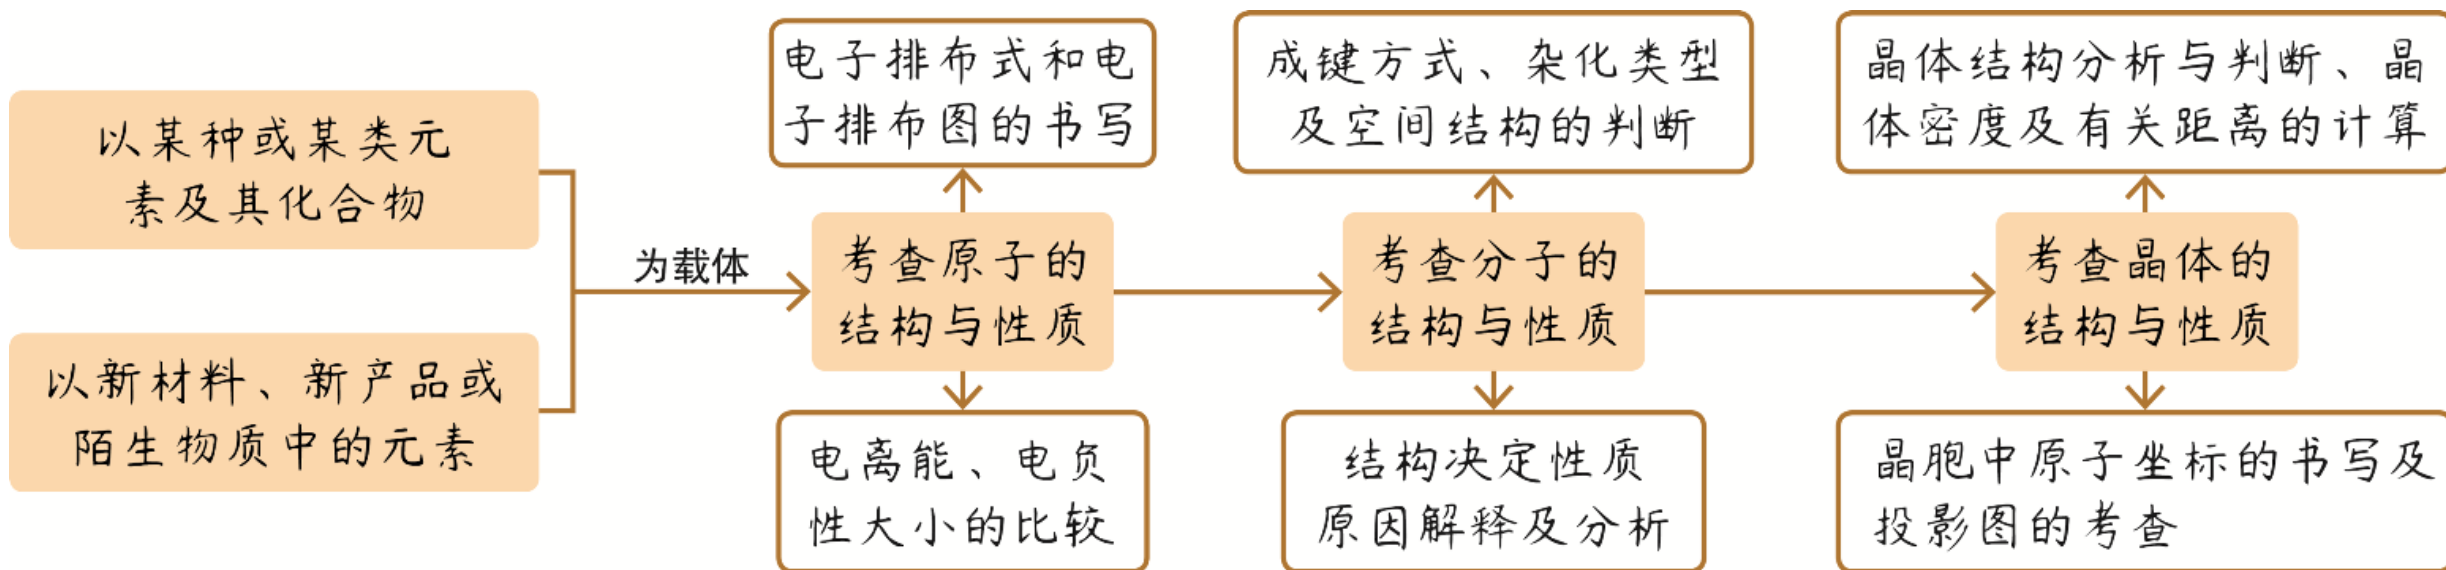 以某种或某类元
素及其化合物
以新材料、新产品或
陌生物质中的元素
为载体
电子排布式和电
子排布图的书写
考查原子的
结构与性质
电离能、电负
性大小的比较
成键方式、杂化类型
及空间结构的判断
考查分子的
结构与性质
结构决定性质
原因解释及分析
晶体结构分析与判断、晶
体密度及有关距离的计算
考查晶体的
结构与性质
晶胞中原子坐标的书写及
投影图的考查